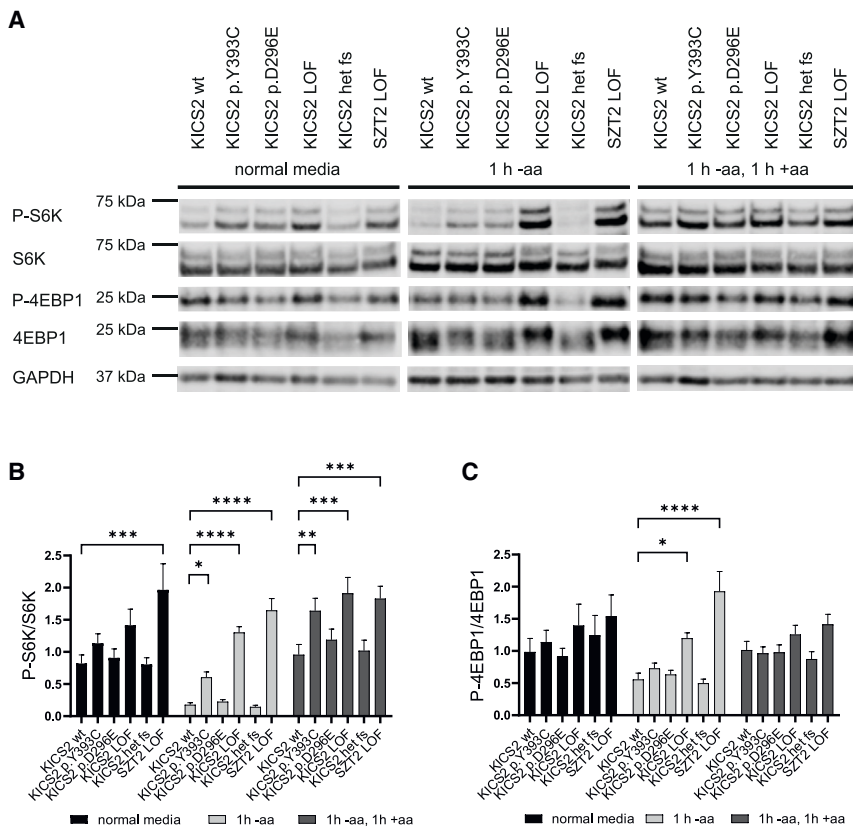 A
KICS2 wt
KICS2 p.Y393C
KICS2 p.D296E
KICS2 LOF
KICS2 het fs
SZT2 LOF
KICS2 wt
KICS2 p.Y393C
KICS2 p.D296E
KICS2 LOF
KICS2 het fs
SZT2 LOF
KICS2 wt
KICS2 p.Y393C
KICS2 p.D296E
KICS2 LOF
KICS2 het fs
SZT2 LOF
normal media 1 h -aa 1 h -aa, 1 h +aa
P-S6K 75 kDa
S6K 75 kDa
P-4EBP1 25 kDa
4EBP1 25 kDa
GAPDH 37 kDa
B
P-S6K/S6K
2.5
2.0
1.5
1.0
0.5
0.0
***
****
****
*
***
***
**
KICS2 wt
KICS2 p.Y393C
KICS2 p.D296E
KICS2 LOF
KICS2 het fs
SZT2 LOF
KICS2 wt
KICS2 p.Y393C
KICS2 p.D296E
KICS2 LOF
KICS2 het fs
SZT2 LOF
KICS2 wt
KICS2 p.Y393C
KICS2 p.D296E
KICS2 LOF
KICS2 het fs
SZT2 LOF
normal media 1h -aa 1h -aa, 1h +aa
C
P-4EBP1/4EBP1
2.5
2.0
1.5
1.0
0.5
0.0
****
*
KICS2 wt
KICS2 p.Y393C
KICS2 p.D296E
KICS2 LOF
KICS2 het fs
SZT2 LOF
KICS2 wt
KICS2 p.Y393C
KICS2 p.D296E
KICS2 LOF
KICS2 het fs
SZT2 LOF
KICS2 wt
KICS2 p.Y393C
KICS2 p.D296E
KICS2 LOF
KICS2 het fs
SZT2 LOF
normal media 1h -aa 1h -aa, 1h +aa